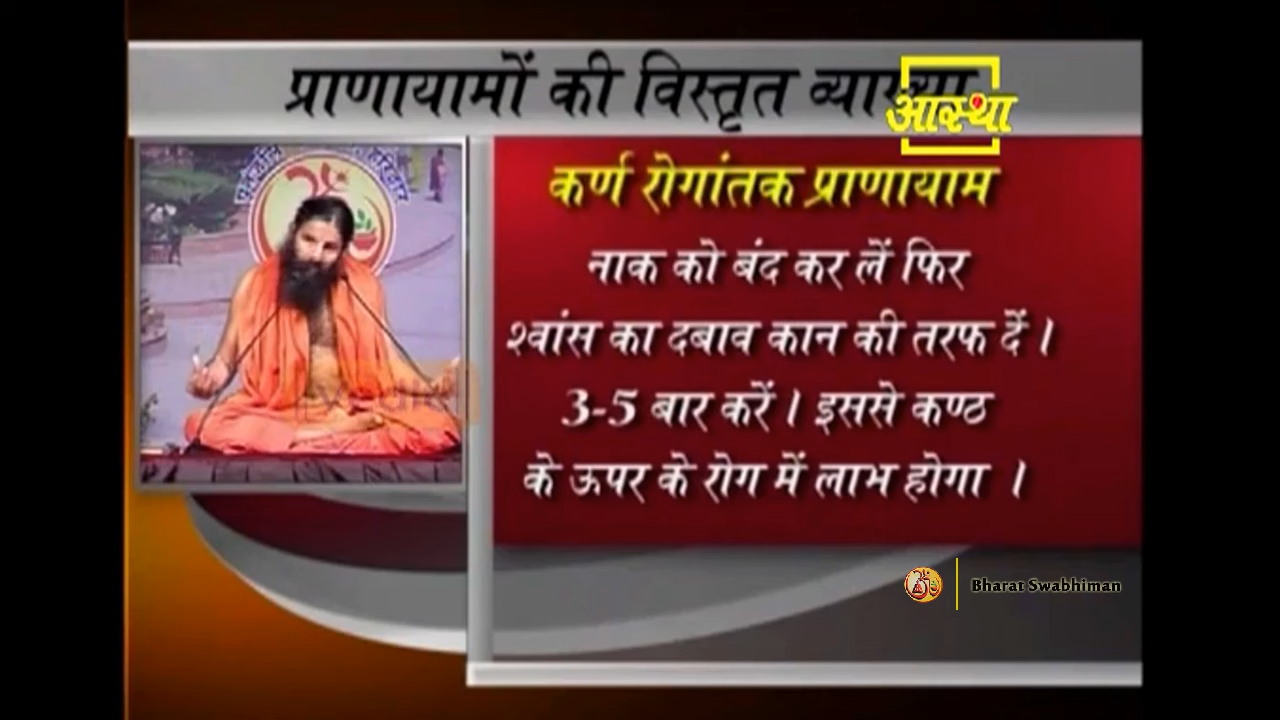 प्राणायामों की विस्तृत व्याख्या
आस्था
कर्ण रोगांतक प्राणायाम
नाक को बंद कर लें फिर
श्वांस का दबाव कान की तरफ दें ।
3-5 बार करें । इससे कण्ठ
के ऊपर के रोग में लाभ होगा ।
Bharat Swabhiman